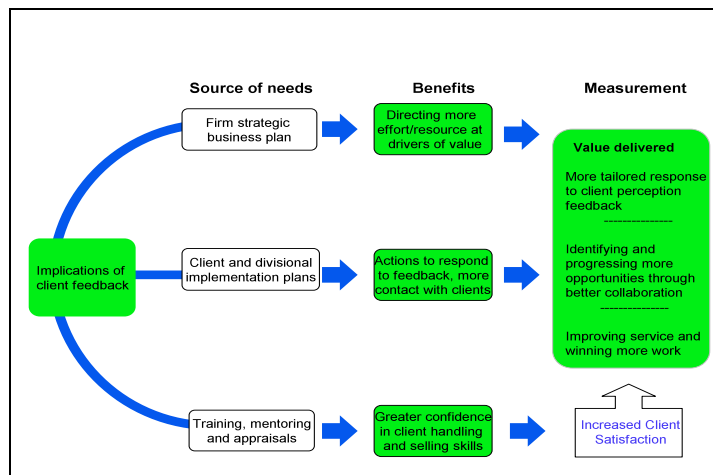 Source of needs
Benefits
Measurement
Firm strategic
business plan
Directing more
effort/resource at
drivers of value
Value delivered
More tailored response
to client perception
feedback
---------------
Identifying and
progressing more
opportunities through
better collaboration
---------------
Improving service and
winning more work
Implications of
client feedback
Client and divisional
implementation plans
Actions to respond
to feedback, more
contact with clients
Training, mentoring
and appraisals
Greater confidence
in client handling
and selling skills
Increased Client
Satisfaction